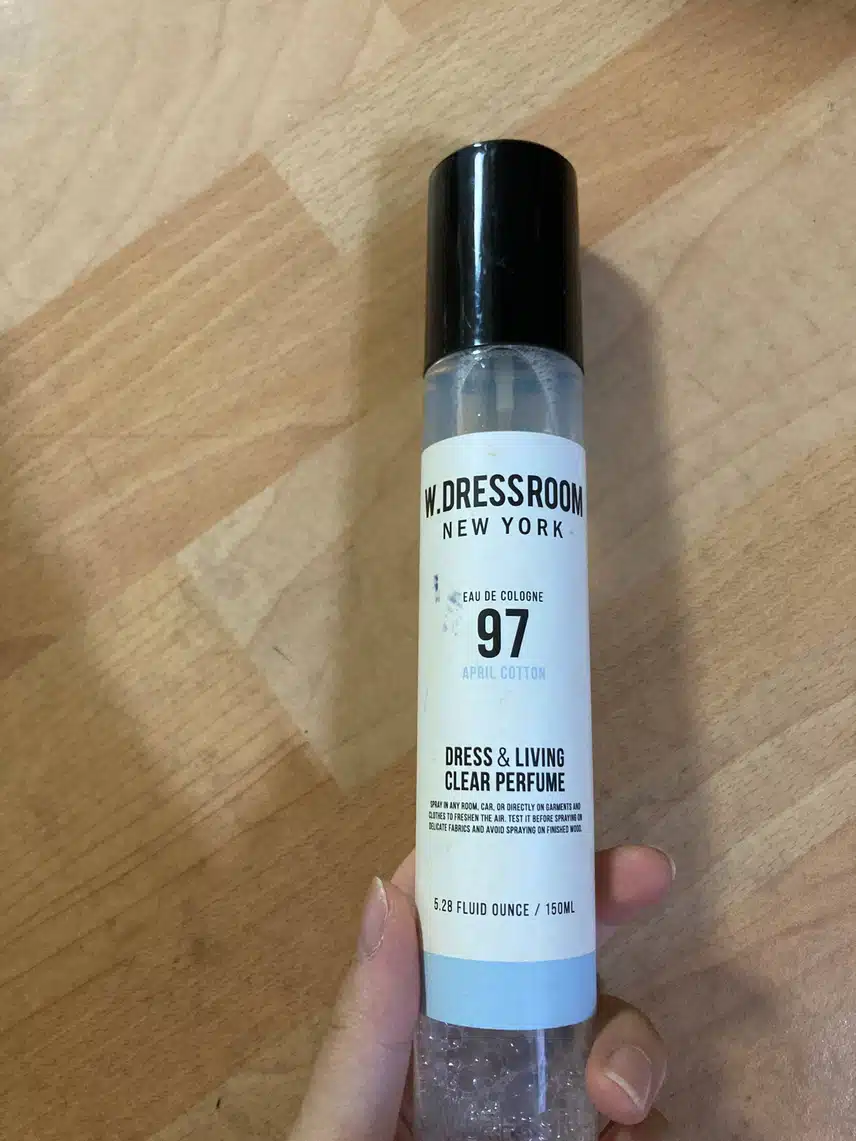 W.DRESSROOM
NEW YORK
EAU DE COLOGNE
97
APRIL COTTON
DRESS & LIVING
CLEAR PERFUME
SPRAY IN ANY ROOM, CAR, OR DIRECTLY ON GARMENTS AND
CLOTHES TO FRESHEN THE AIR. TEST IT BEFORE SPRAYING ON
DELICATE FABRICS AND AVOID SPRAYING ON FINISHED WOOD.
5.28 FLUID OUNCE / 150ML